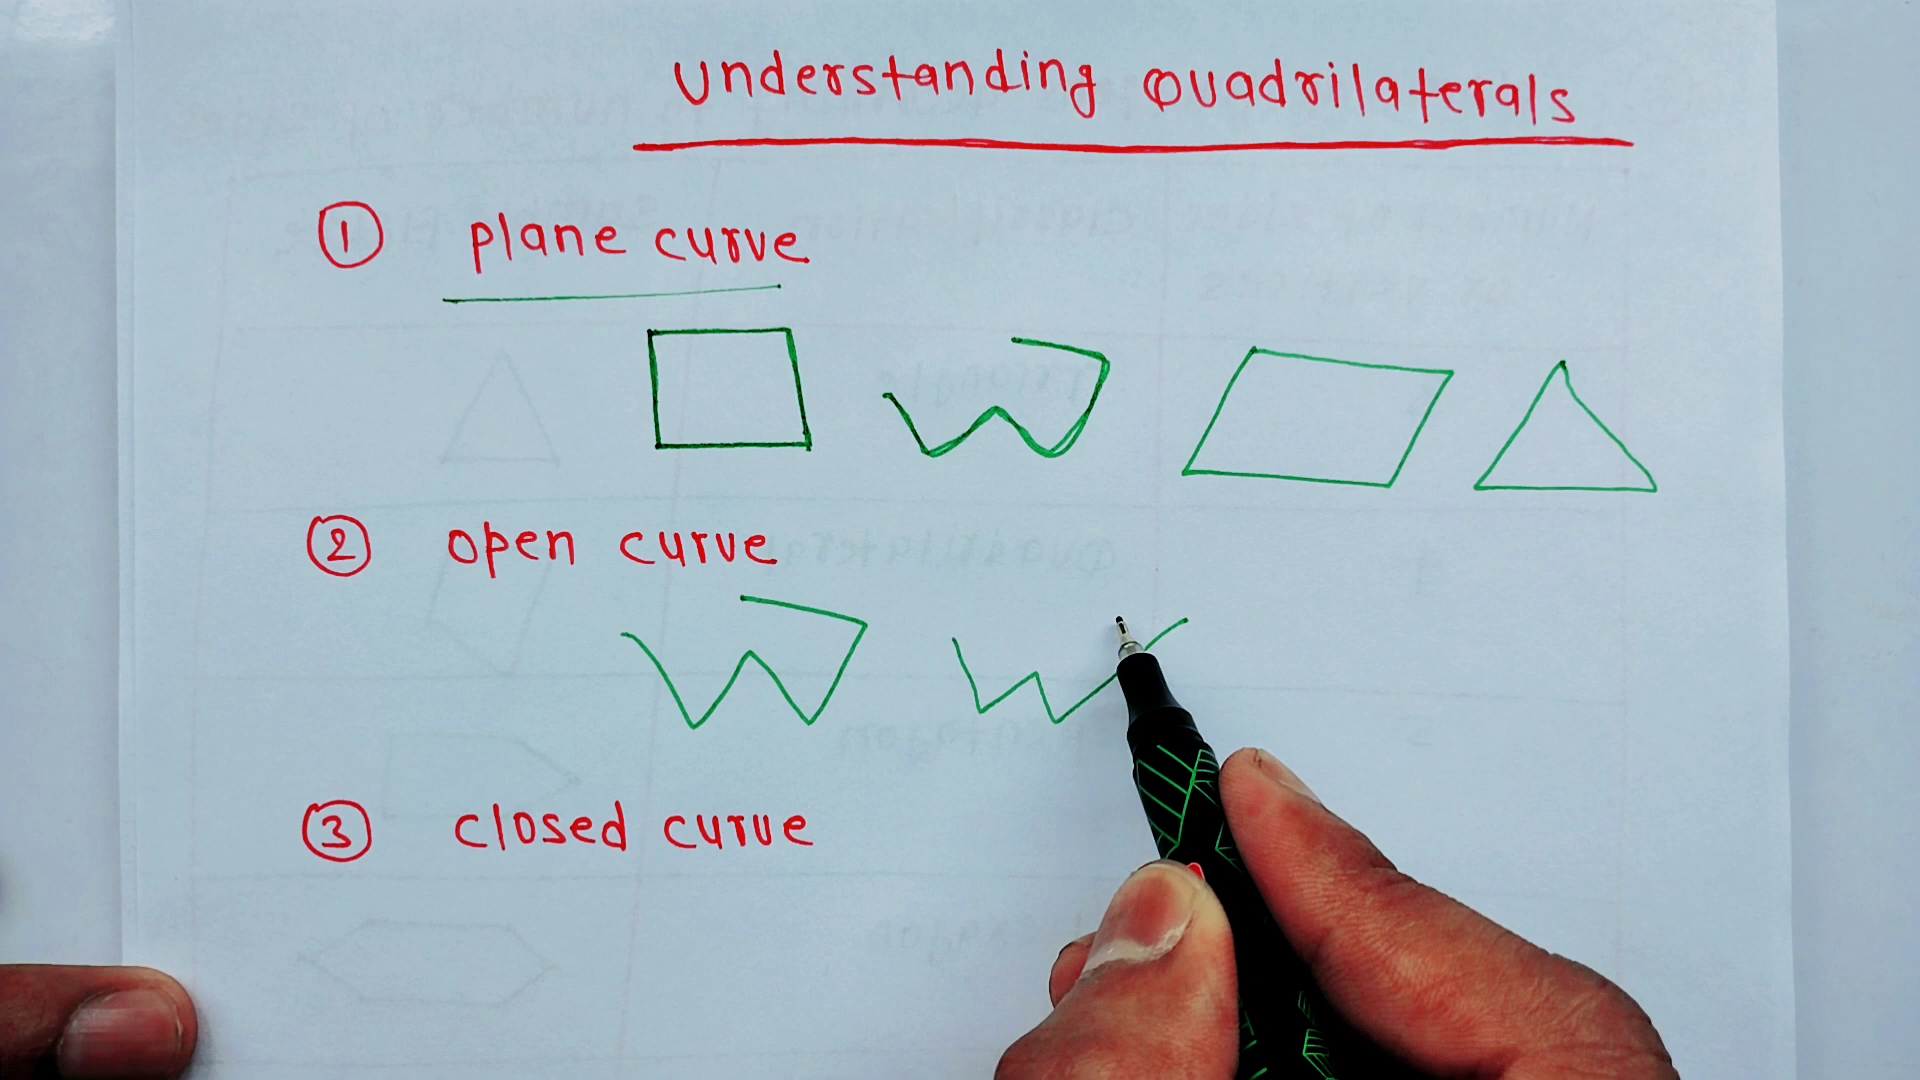 Understanding Quadrilaterals
① plane curve
② open curve
③ closed curve